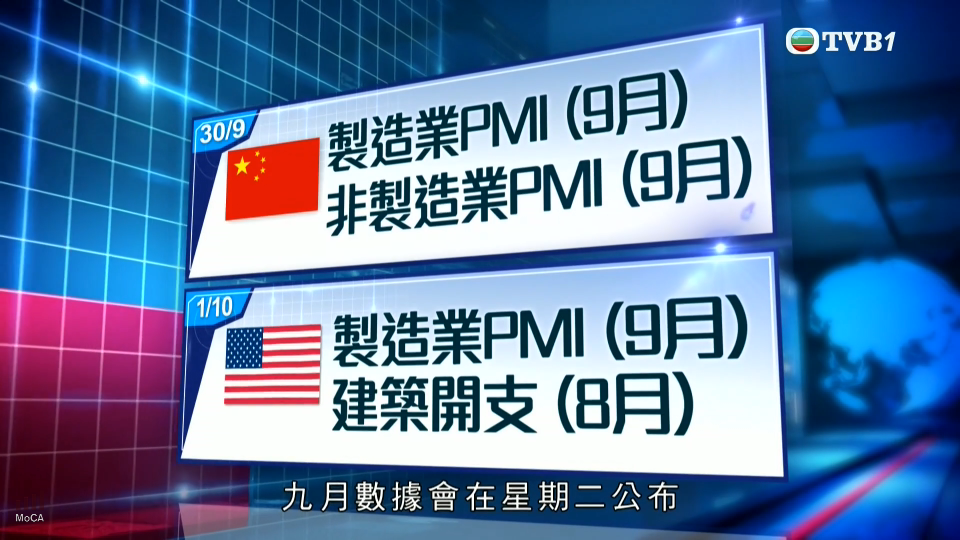 TVB1
30/9
製造業PMI (9月)
非製造業PMI (9月)
1/10
製造業PMI (9月)
建築開支 (8月)
九月數據會在星期二公布
MoCA